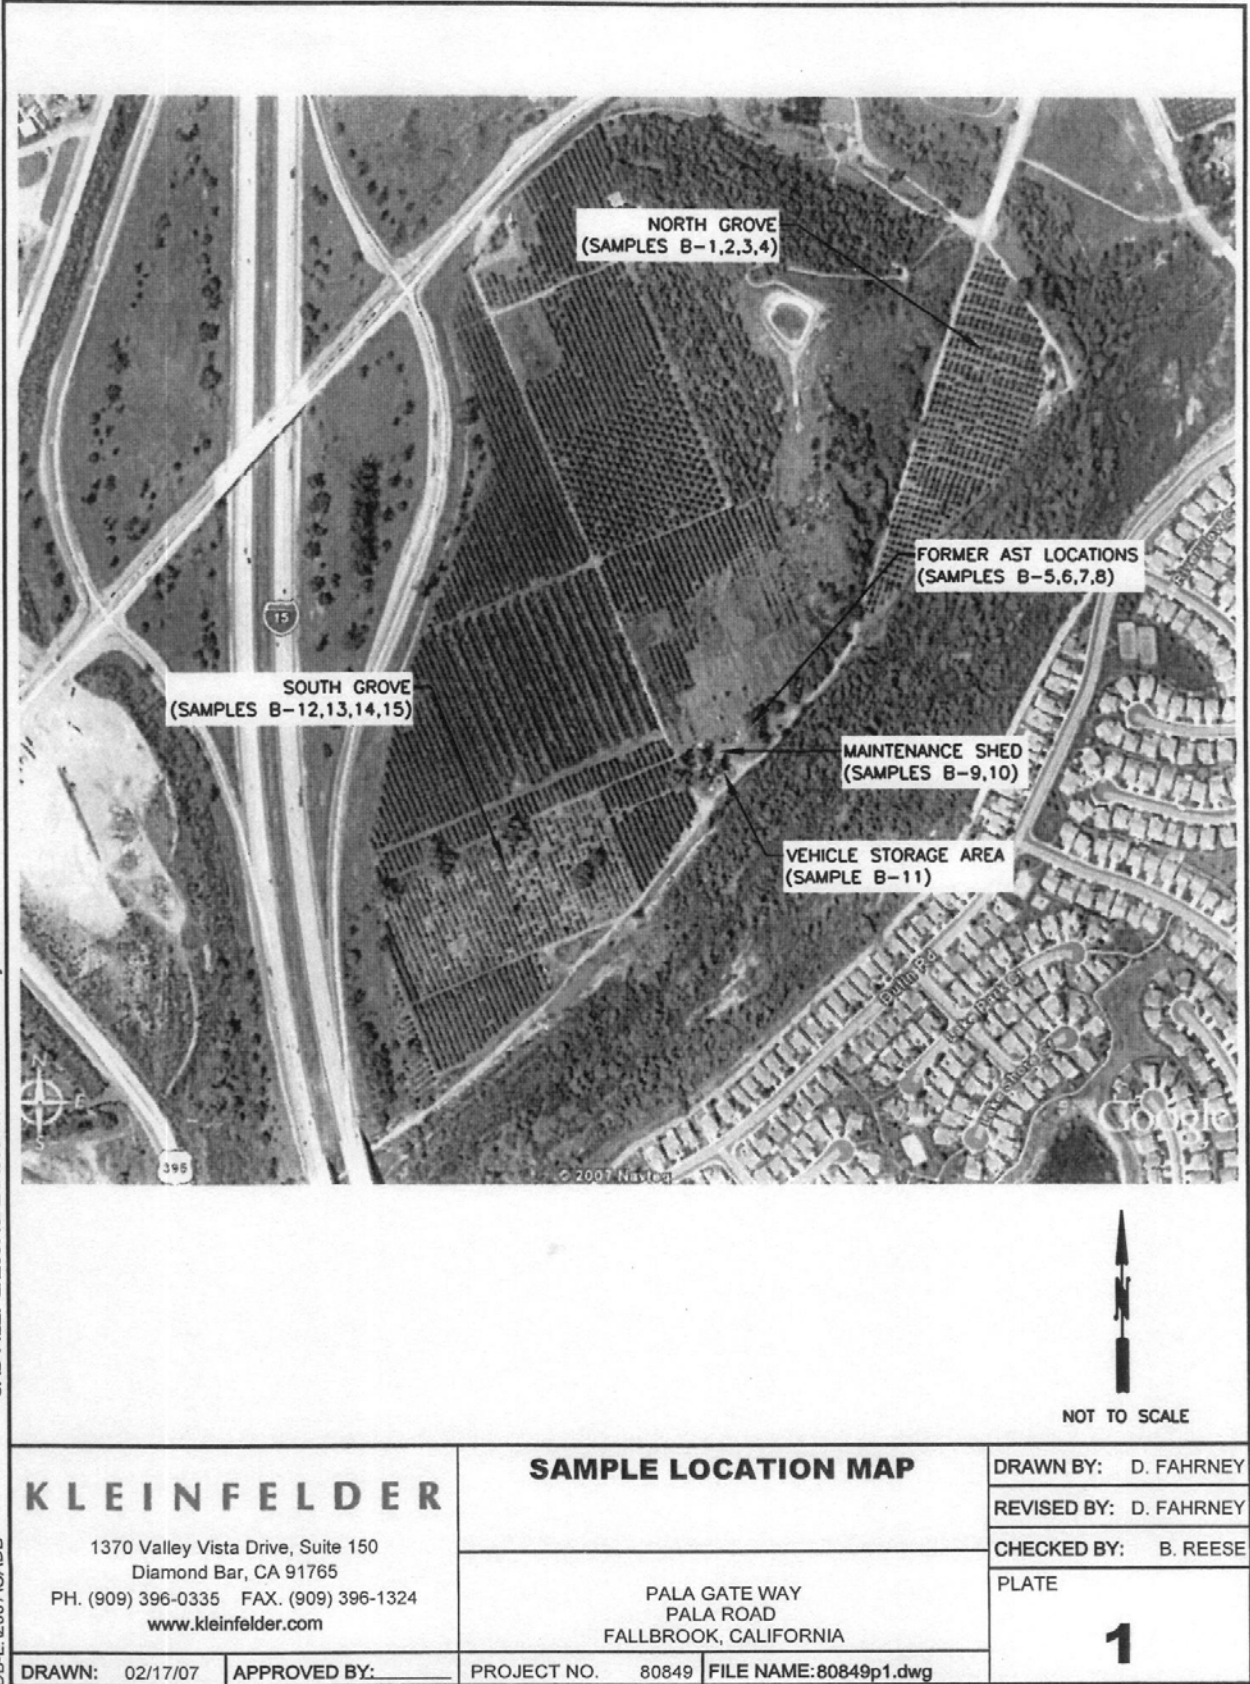 NORTH GROVE
(SAMPLES B-1,2,3,4)
FORMER AST LOCATIONS
(SAMPLES B-5,6,7,8)
15
SOUTH GROVE
(SAMPLES B-12,13,14,15)
MAINTENANCE SHED
(SAMPLES B-9,10)
VEHICLE STORAGE AREA
(SAMPLE B-11)
N
E
S
395
Google
© 2007 Navteq
N
NOT TO SCALE
KLEINFELDER
1370 Valley Vista Drive, Suite 150
Diamond Bar, CA 91765
PH. (909) 396-0335 FAX. (909) 396-1324
www.kleinfelder.com
DRAWN: 02/17/07
APPROVED BY:
SAMPLE LOCATION MAP
PALA GATE WAY
PALA ROAD
FALLBROOK, CALIFORNIA
PROJECT NO. 80849
FILE NAME:80849p1.dwg
DRAWN BY: D. FAHRNEY
REVISED BY: D. FAHRNEY
CHECKED BY: B. REESE
PLATE
1